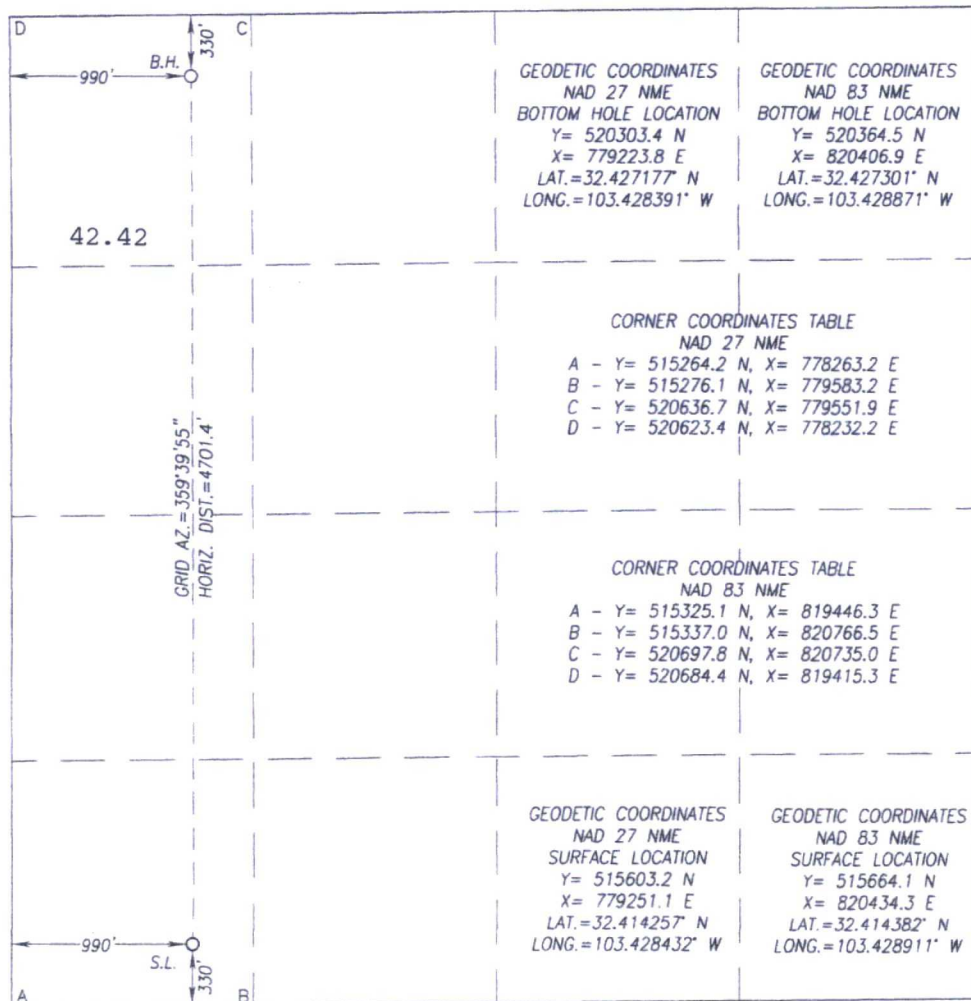 D
C
330'
B.H.
990'
GEODETIC COORDINATES
NAD 27 NME
BOTTOM HOLE LOCATION
Y= 520303.4 N
X= 779223.8 E
LAT.=32.427177° N
LONG.=103.428391° W
GEODETIC COORDINATES
NAD 83 NME
BOTTOM HOLE LOCATION
Y= 520364.5 N
X= 820406.9 E
LAT.=32.427301° N
LONG.=103.428871° W
42.42
CORNER COORDINATES TABLE
NAD 27 NME
A - Y= 515264.2 N, X= 778263.2 E
B - Y= 515276.1 N, X= 779583.2 E
C - Y= 520636.7 N, X= 779551.9 E
D - Y= 520623.4 N, X= 778232.2 E
GRID AZ.=359°39'55"
HORIZ. DIST.=4701.4'
CORNER COORDINATES TABLE
NAD 83 NME
A - Y= 515325.1 N, X= 819446.3 E
B - Y= 515337.0 N, X= 820766.5 E
C - Y= 520697.8 N, X= 820735.0 E
D - Y= 520684.4 N, X= 819415.3 E
GEODETIC COORDINATES
NAD 27 NME
SURFACE LOCATION
Y= 515603.2 N
X= 779251.1 E
LAT.=32.414257° N
LONG.=103.428432° W
GEODETIC COORDINATES
NAD 83 NME
SURFACE LOCATION
Y= 515664.1 N
X= 820434.3 E
LAT.=32.414382° N
LONG.=103.428911° W
990'
S.L.
330'
A
B